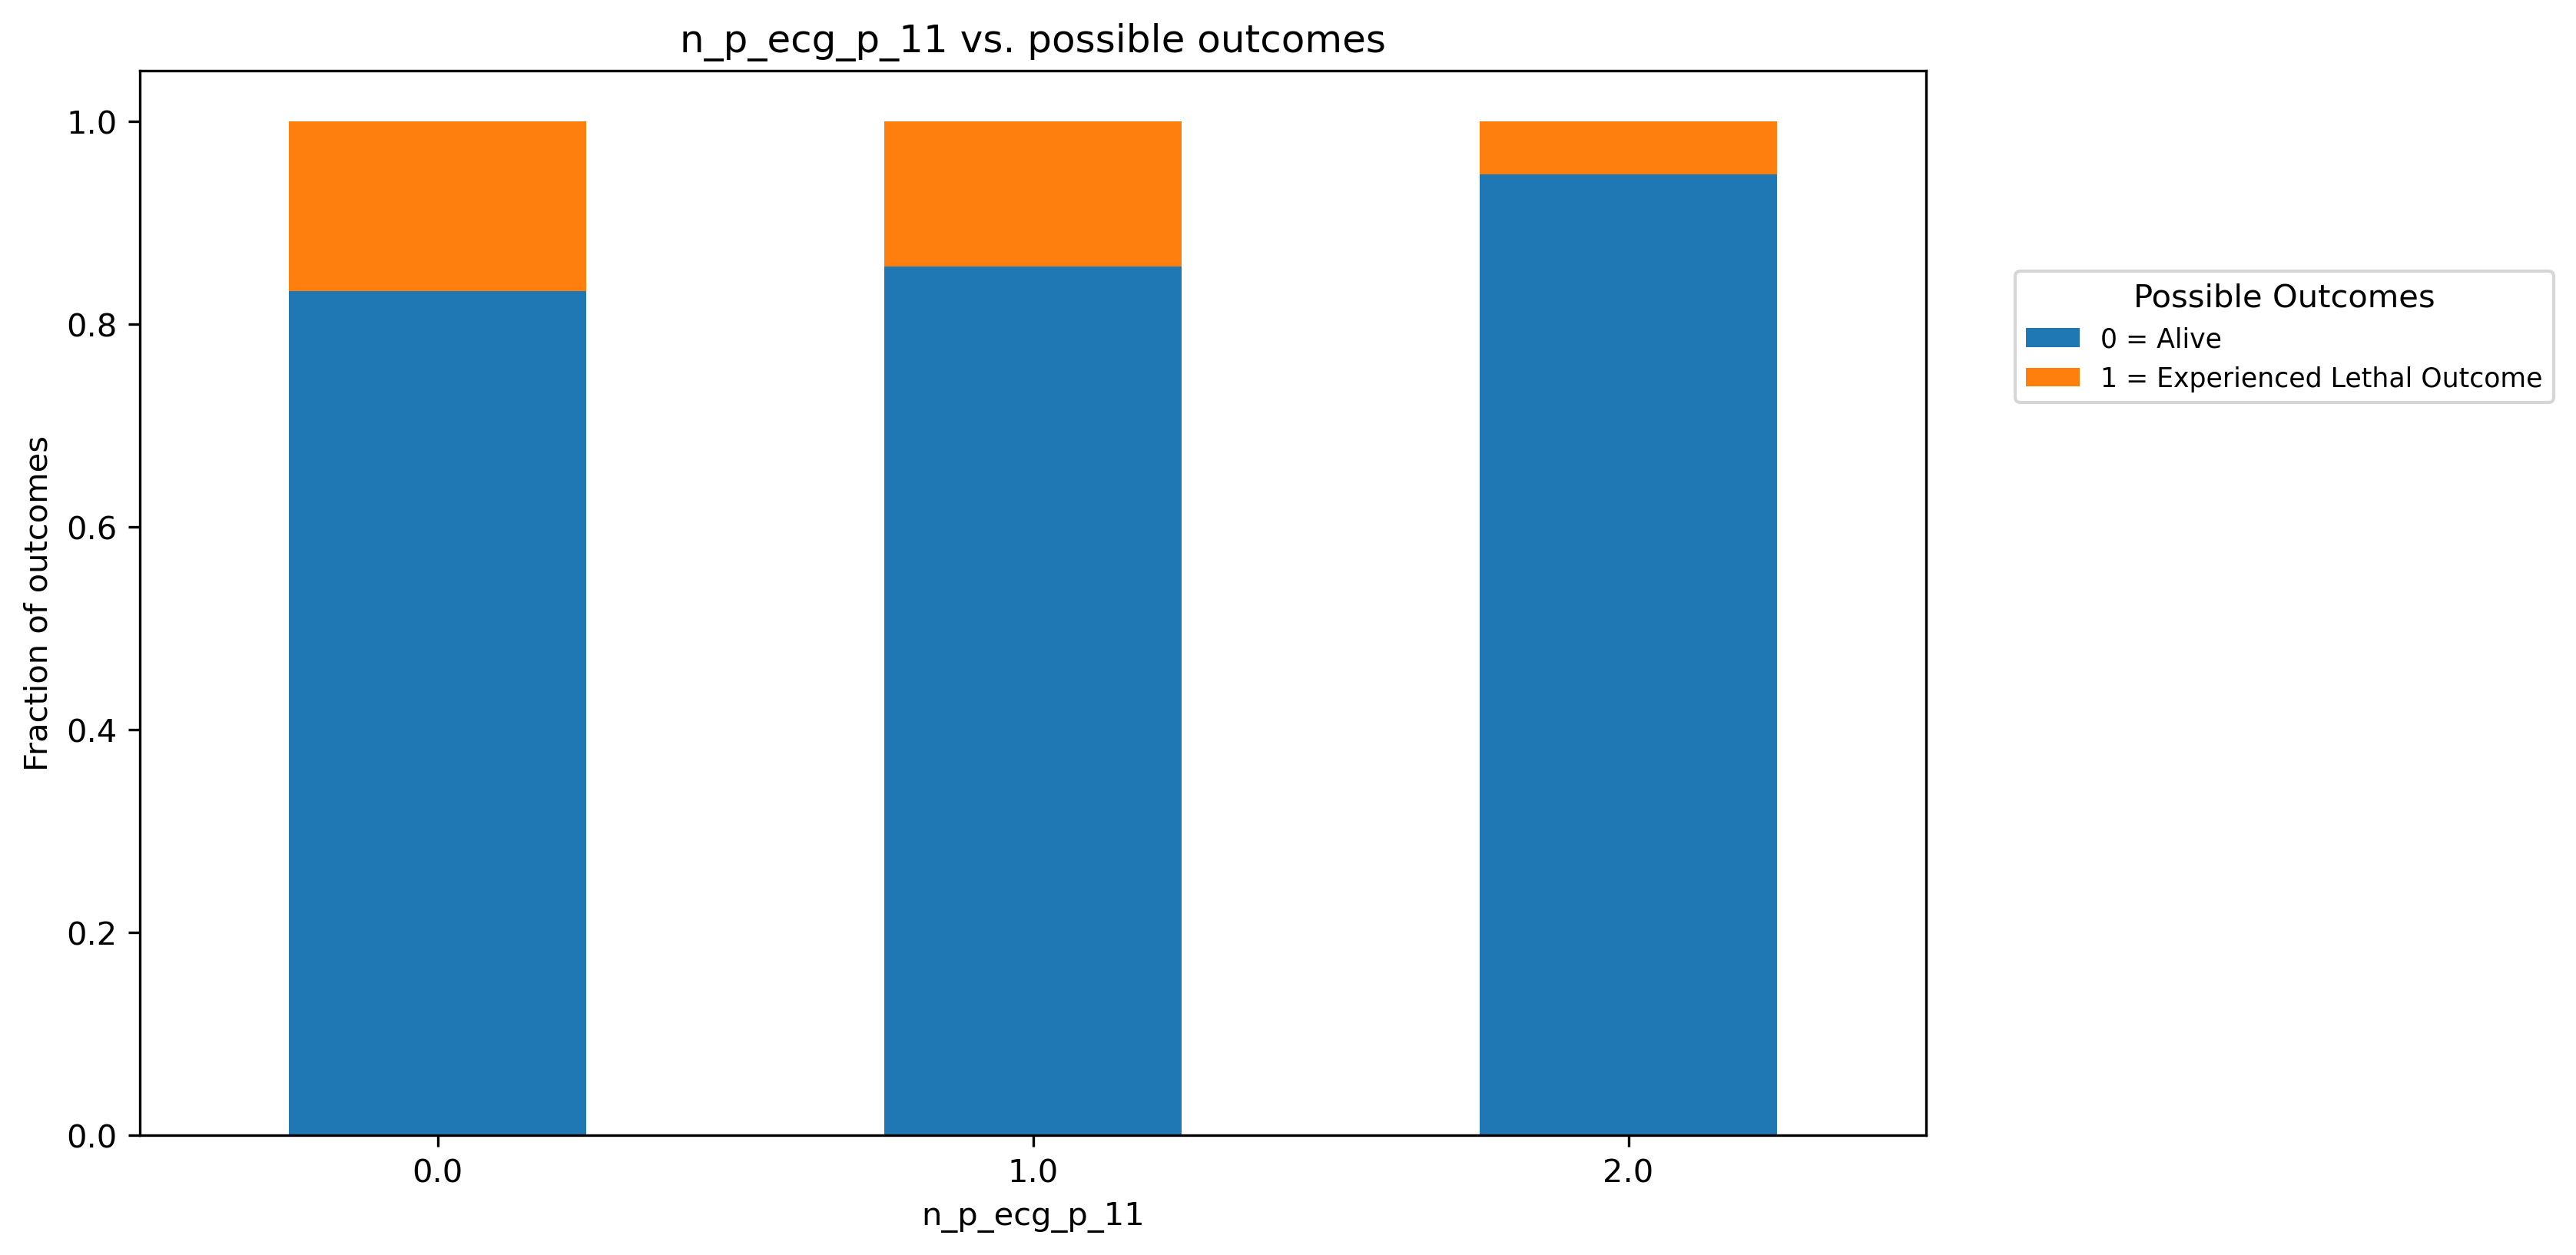 n_p_ecg_p_11 vs. possible outcomes
Fraction of outcomes
1.0
0.8
0.6
0.4
0.2
0.0
0.0
1.0
2.0
n_p_ecg_p_11
Possible Outcomes
0 = Alive
1 = Experienced Lethal Outcome